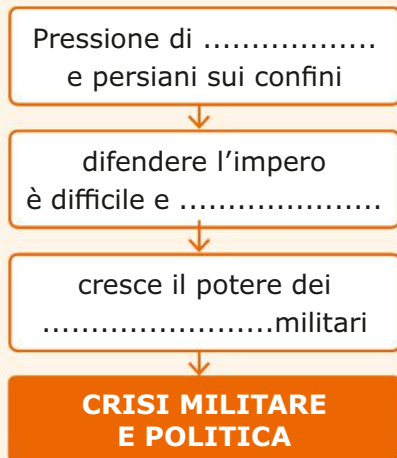 Pressione di ..................
e persiani sui confini
difendere l'impero
è difficile e .....................
cresce il potere dei
........................militari
CRISI MILITARE
E POLITICA